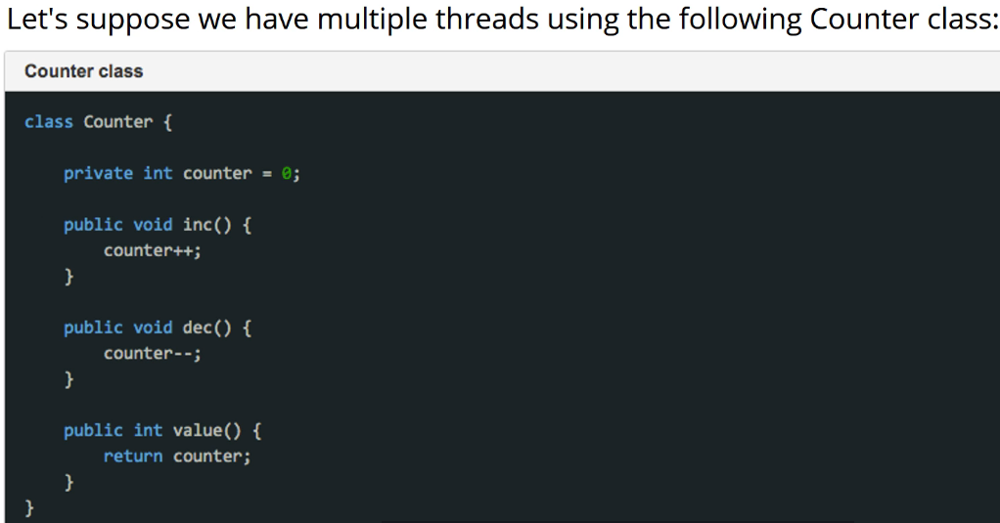 Let's suppose we have multiple threads using the following Counter class:
Counter class
class Counter {
private int counter = 0;
public void inc() {
counter++;
}
public void dec() {
counter--;
}
public int value() {
return counter;
}
}